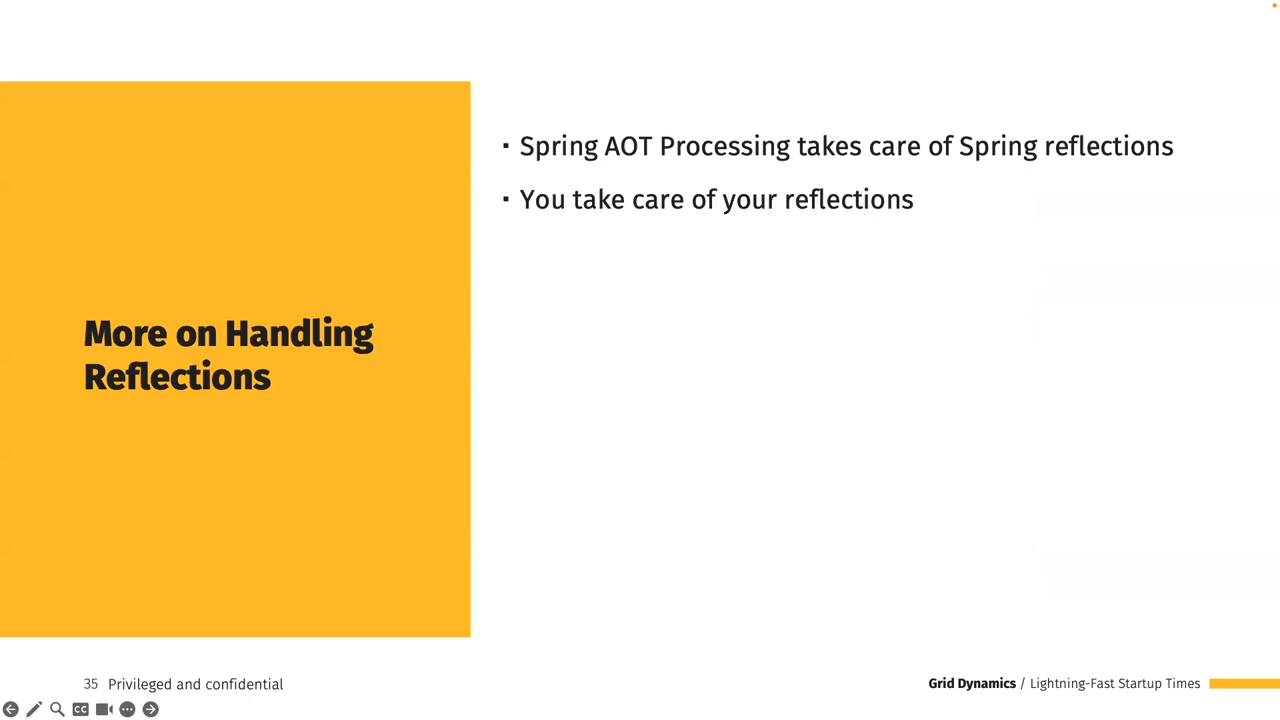 ▪ Spring AOT Processing takes care of Spring reflections
▪ You take care of your reflections
More on Handling
Reflections
35 Privileged and confidential
Grid Dynamics / Lightning-Fast Startup Times
CC